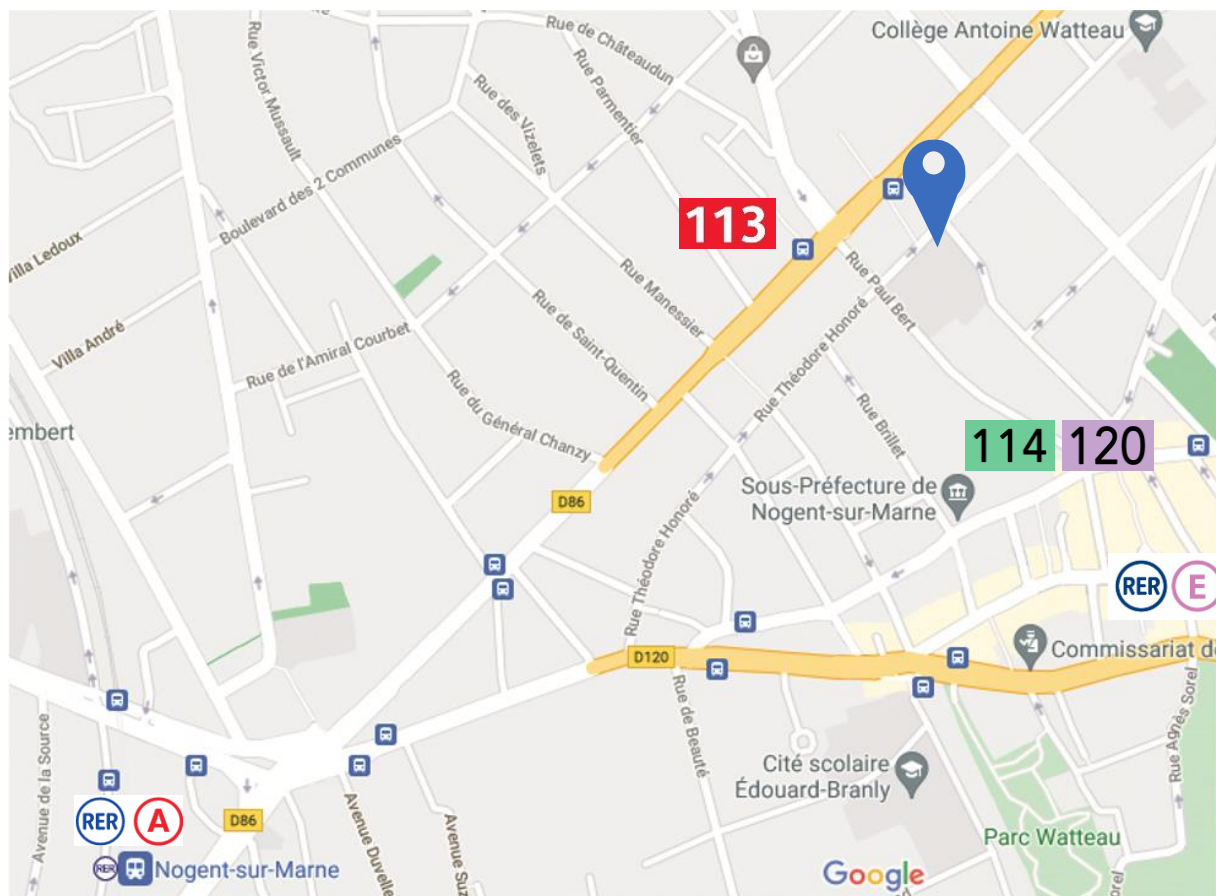 Collège Antoine Watteau
Rue de Châteaudun
Rue Victor Mussault
Rue Parmentier
Rue des Vizelets
Boulevard des 2 Communes
113
Villa Ledoux
Rue Manessier
Rue Paul Bert
Rue de Saint-Quentin
Villa André
Rue de l'Amiral Courbet
Rue Théodore Honoré
Rue du Général Chanzy
Rue Brillet
embert
114 120
Sous-Préfecture de
Nogent-sur-Marne
D86
Rue Théodore Honoré
RER E
D120
Commissariat de
Rue de Beauté
Rue Agnès Sorel
Avenue de la Source
Cité scolaire
Édouard-Branly
RER A
D86
Avenue Duvelle
Avenue Suz
Parc Watteau
RER Nogent-sur-Marne
Google